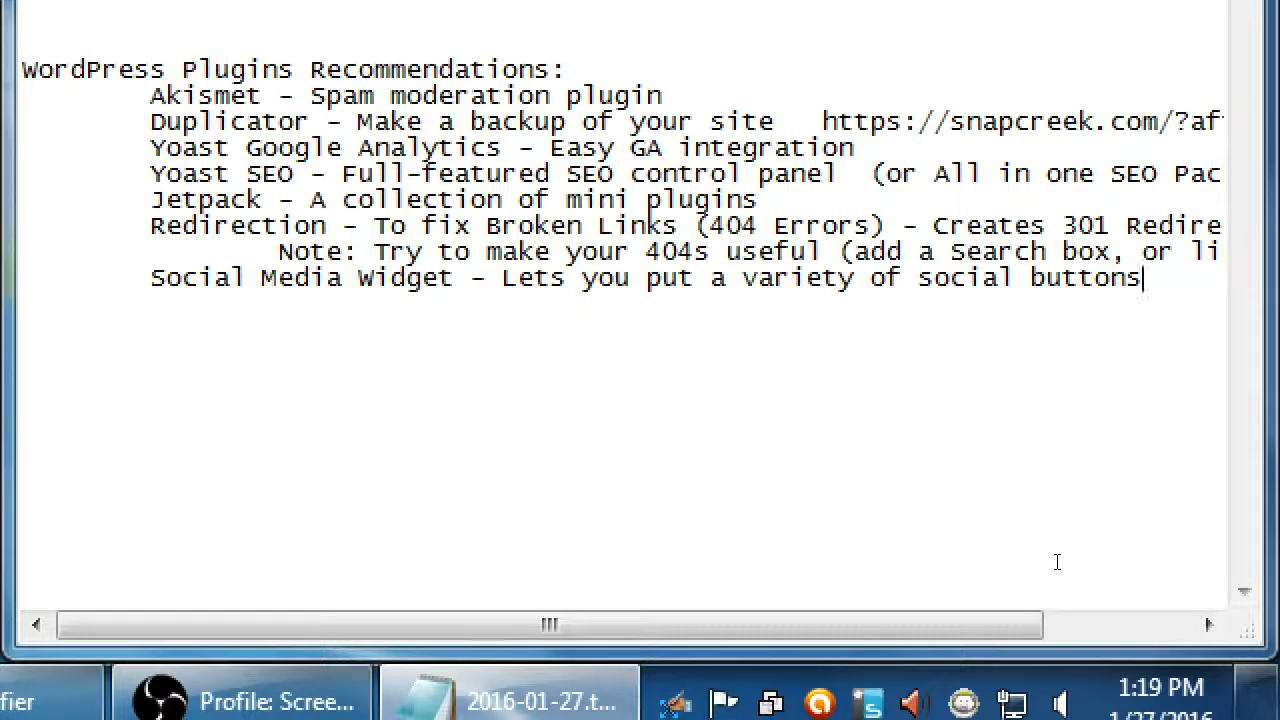 WordPress Plugins Recommendations:
Akismet - Spam moderation plugin
Duplicator - Make a backup of your site https://snapcreek.com/?af
Yoast Google Analytics - Easy GA integration
Yoast SEO - Full-featured SEO control panel (or All in one SEO Pac
Jetpack - A collection of mini plugins
Redirection - To fix Broken Links (404 Errors) - Creates 301 Redire
Note: Try to make your 404s useful (add a Search box, or li
Social Media Widget - Lets you put a variety of social buttons
fier
Profile: Scree...
2016-01-27.t...
1:19 PM
1/27/2016